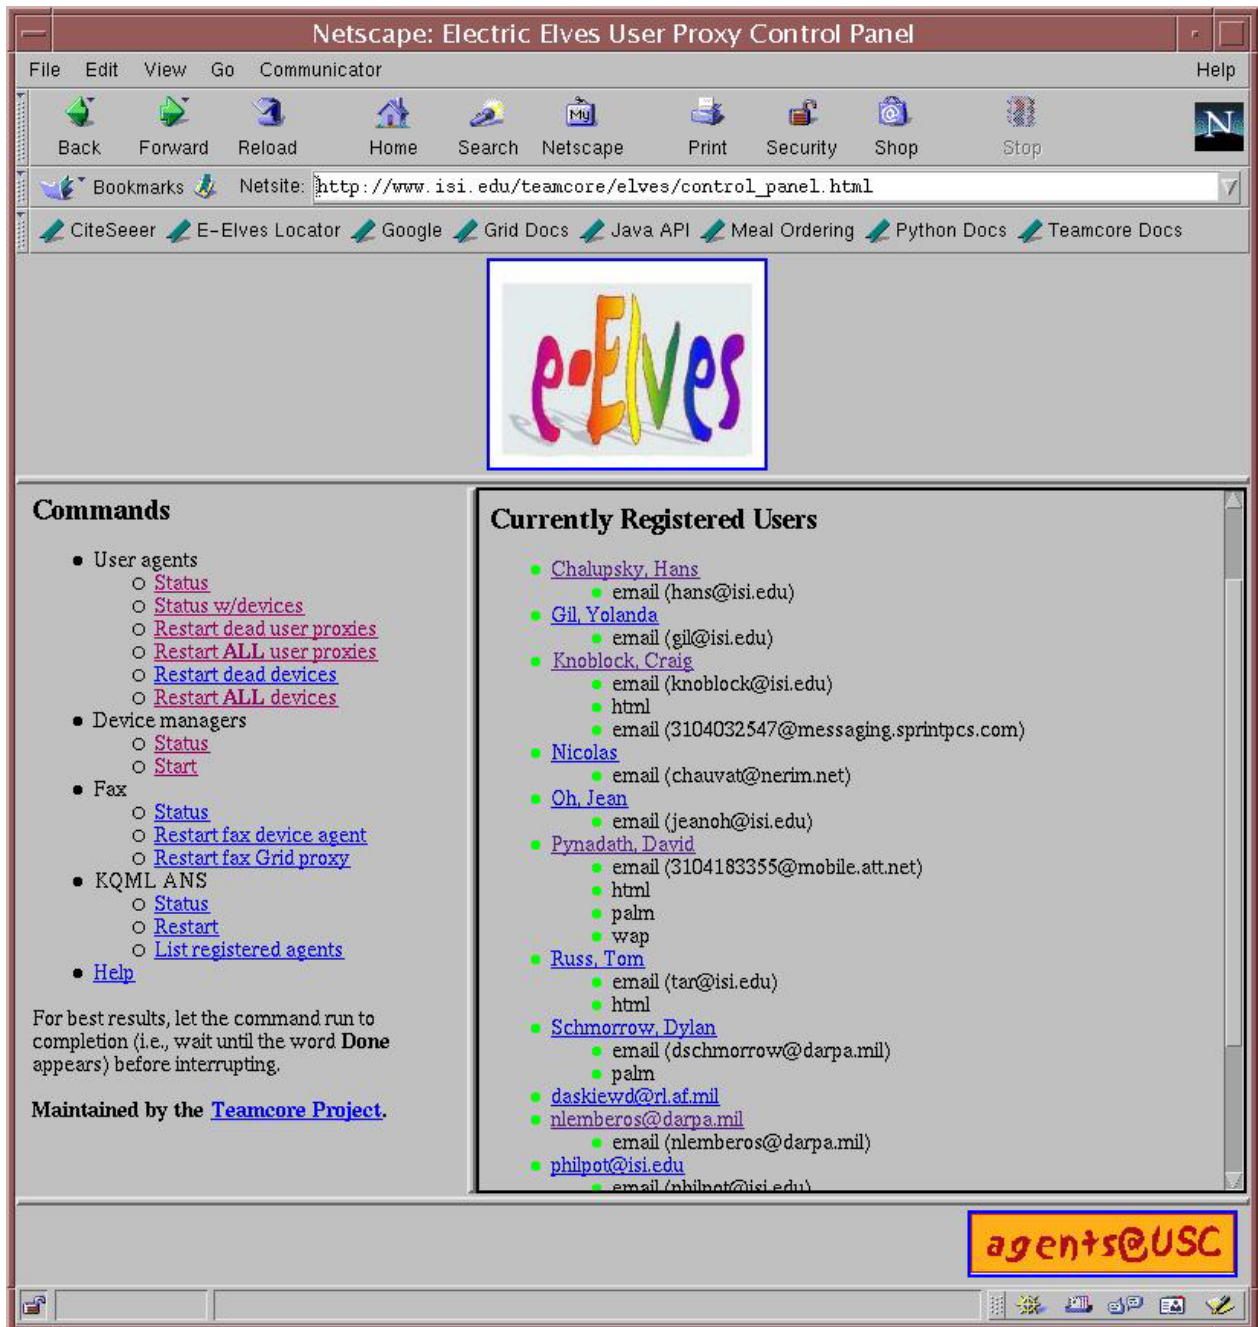 Netscape: Electric Elves User Proxy Control Panel
File Edit View Go Communicator Help
My N
Back Forward Reload Home Search Netscape Print Security Shop Stop
Bookmarks Netsite: http://www.isi.edu/teamcore/elves/control_panel.html
CiteSeeer E-Elves Locator Google Grid Docs Java API Meal Ordering Python Docs Teamcore Docs
e-Elves
Commands
User agents
Status
Status w/devices
Restart dead user proxies
Restart ALL user proxies
Restart dead devices
Restart ALL devices
Device managers
Status
Start
Fax
Status
Restart fax device agent
Restart fax Grid proxy
KQML ANS
Status
Restart
List registered agents
Help
For best results, let the command run to
completion (i.e., wait until the word Done
appears) before interrupting.
Maintained by the Teamcore Project.
Currently Registered Users
Chalupsky, Hans
email (hans@isi.edu)
Gil, Yolanda
email (gil@isi.edu)
Knoblock, Craig
email (knoblock@isi.edu)
html
email (3104032547@messaging.sprintpcs.com)
Nicolas
email (chauvat@nerim.net)
Oh, Jean
email (jeanoh@isi.edu)
Pynadath, David
email (3104183355@mobile.att.net)
html
palm
wap
Russ, Tom
email (tar@isi.edu)
html
Schmorrow, Dylan
email (dschmorrow@darpa.mil)
palm
daskiewd@rl.af.mil
nlemberos@darpa.mil
email (nlemberos@darpa.mil)
philpot@isi.edu
email (philpot@isi.edu)
agents@USC